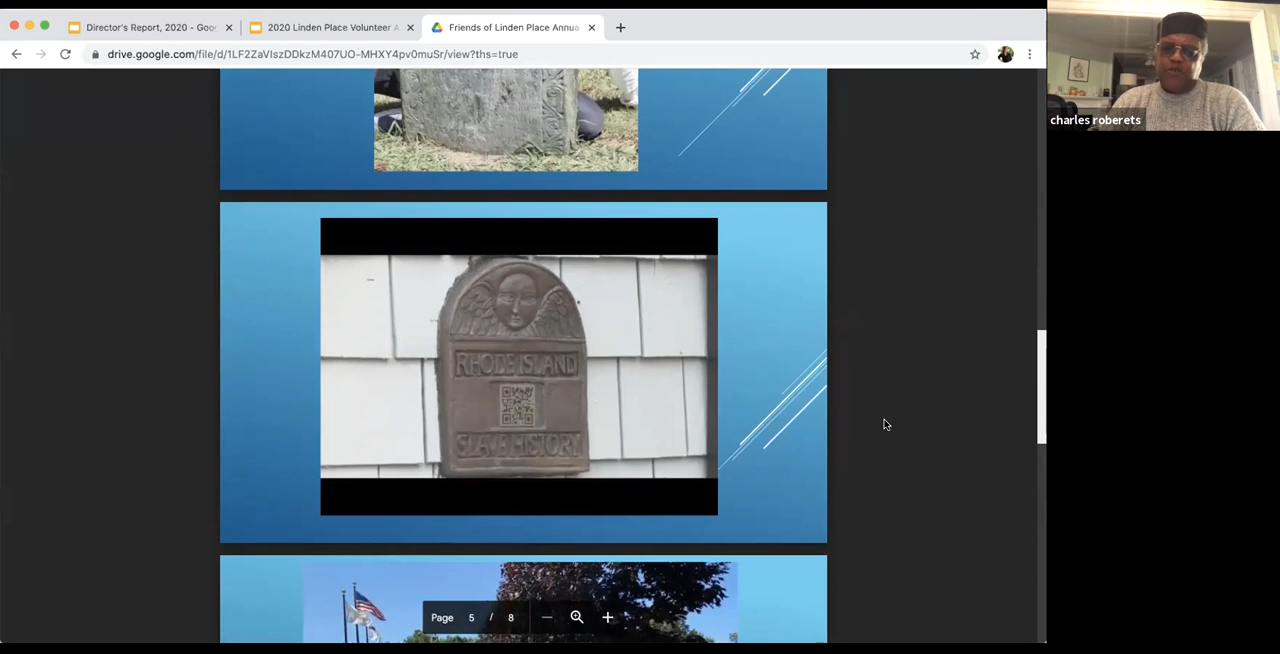 Director's Report, 2020 - Goo
2020 Linden Place Volunteer A
Friends of Linden Place Annua
drive.google.com/file/d/1LF2ZaVIszDDkzM407UO-MHXY4pv0muSr/view?ths=true
charles roberets
RHODE ISLAND
SLAVE HISTORY
Page 5 / 8